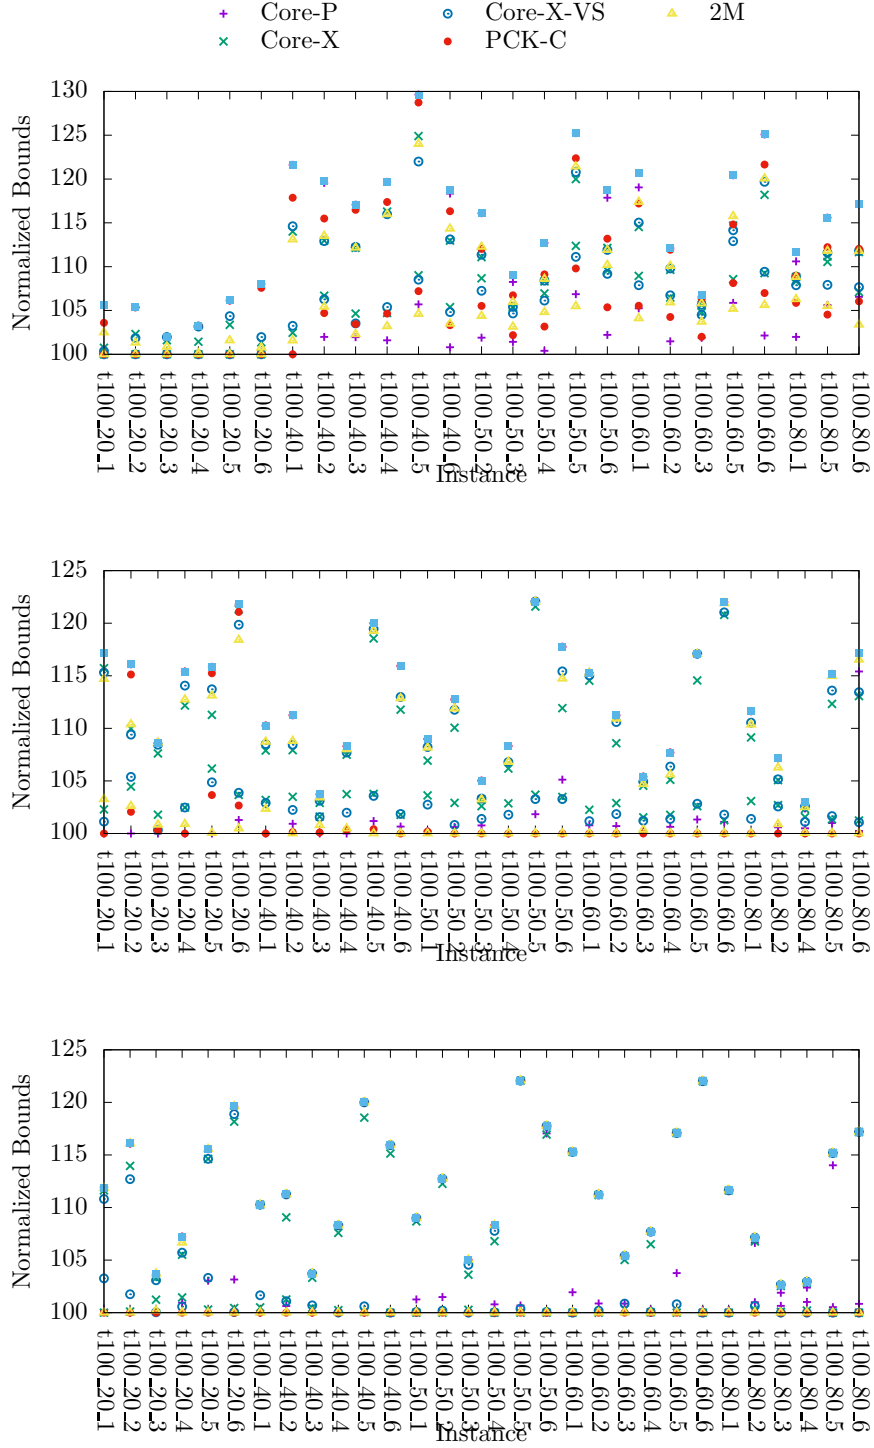 Core-P
Core-X
Core-X-VS
PCK-C
2M
Normalized Bounds
130
125
120
115
110
105
100
t100_20_1
t100_20_2
t100_20_3
t100_20_4
t100_20_5
t100_20_6
t100_40_1
t100_40_2
t100_40_3
t100_40_4
t100_40_5
t100_40_6
t100_50_2
t100_50_3
t100_50_4
t100_50_5
t100_50_6
t100_60_1
t100_60_2
t100_60_3
t100_60_5
t100_60_6
t100_80_1
t100_80_5
t100_80_6
Instance
Normalized Bounds
125
120
115
110
105
100
t100_20_1
t100_20_2
t100_20_3
t100_20_4
t100_20_5
t100_20_6
t100_40_1
t100_40_2
t100_40_3
t100_40_4
t100_40_5
t100_40_6
t100_50_1
t100_50_2
t100_50_3
t100_50_4
t100_50_5
t100_50_6
t100_60_1
t100_60_2
t100_60_3
t100_60_4
t100_60_5
t100_60_6
t100_80_1
t100_80_2
t100_80_4
t100_80_5
t100_80_6
Instance
Normalized Bounds
125
120
115
110
105
100
t100_20_1
t100_20_2
t100_20_3
t100_20_4
t100_20_5
t100_20_6
t100_40_1
t100_40_2
t100_40_3
t100_40_4
t100_40_5
t100_40_6
t100_50_1
t100_50_2
t100_50_3
t100_50_4
t100_50_5
t100_50_6
t100_60_1
t100_60_2
t100_60_3
t100_60_4
t100_60_5
t100_60_6
t100_80_1
t100_80_2
t100_80_3
t100_80_4
t100_80_5
t100_80_6
Instance